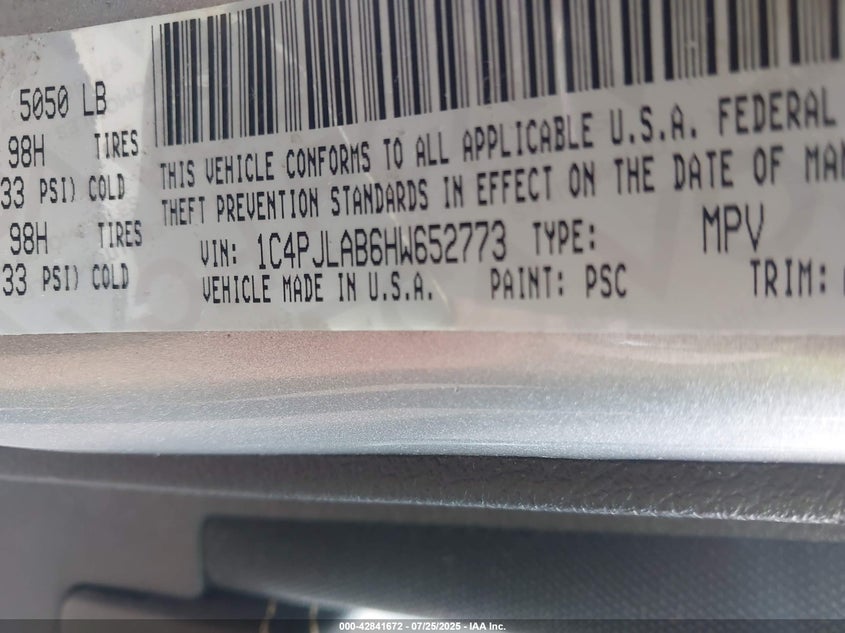 5050 LB
98H TIRES
33 PSI) COLD
98H TIRES
33 PSI) COLD
THIS VEHICLE CONFORMS TO ALL APPLICABLE U.S.A. FEDERAL
THEFT PREVENTION STANDARDS IN EFFECT ON THE DATE OF MAN
VIN: 1C4PJLAB6HW652773 TYPE: MPV
VEHICLE MADE IN U.S.A. PAINT: PSC TRIM:
000-42841672 - 07/25/2025 - IAA Inc.